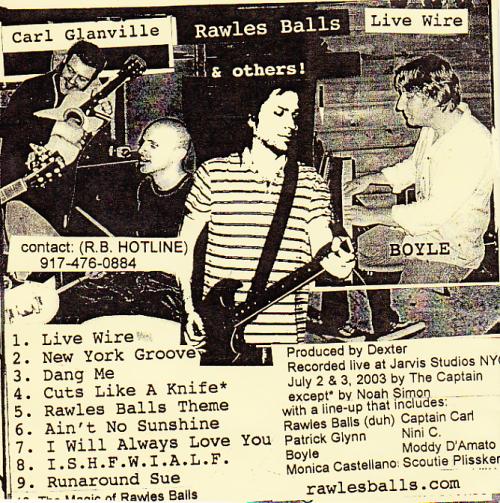 Carl Glanville
Rawles Balls
Live Wire
& others!
BOYLE
contact: (R.B. HOTLINE)
917-476-0884
1. Live Wire
2. New York Groove
3. Dang Me
4. Cuts Like A Knife*
5. Rawles Balls Theme
6. Ain't No Sunshine
7. I Will Always Love You
8. I.S.H.F.W.I.A.L.F.
9. Runaround Sue
10. The Magic of Rawles Balls
Produced by Dexter
Recorded live at Jarvis Studios NYC
July 2 & 3, 2003 by The Captain
except* by Noah Simon
with a line-up that includes:
Rawles Balls (duh) Captain Carl
Patrick Glynn Nini C.
Boyle Moddy D'Amato
Monica Castellano Scoutie Plissken
rawlesballs.com